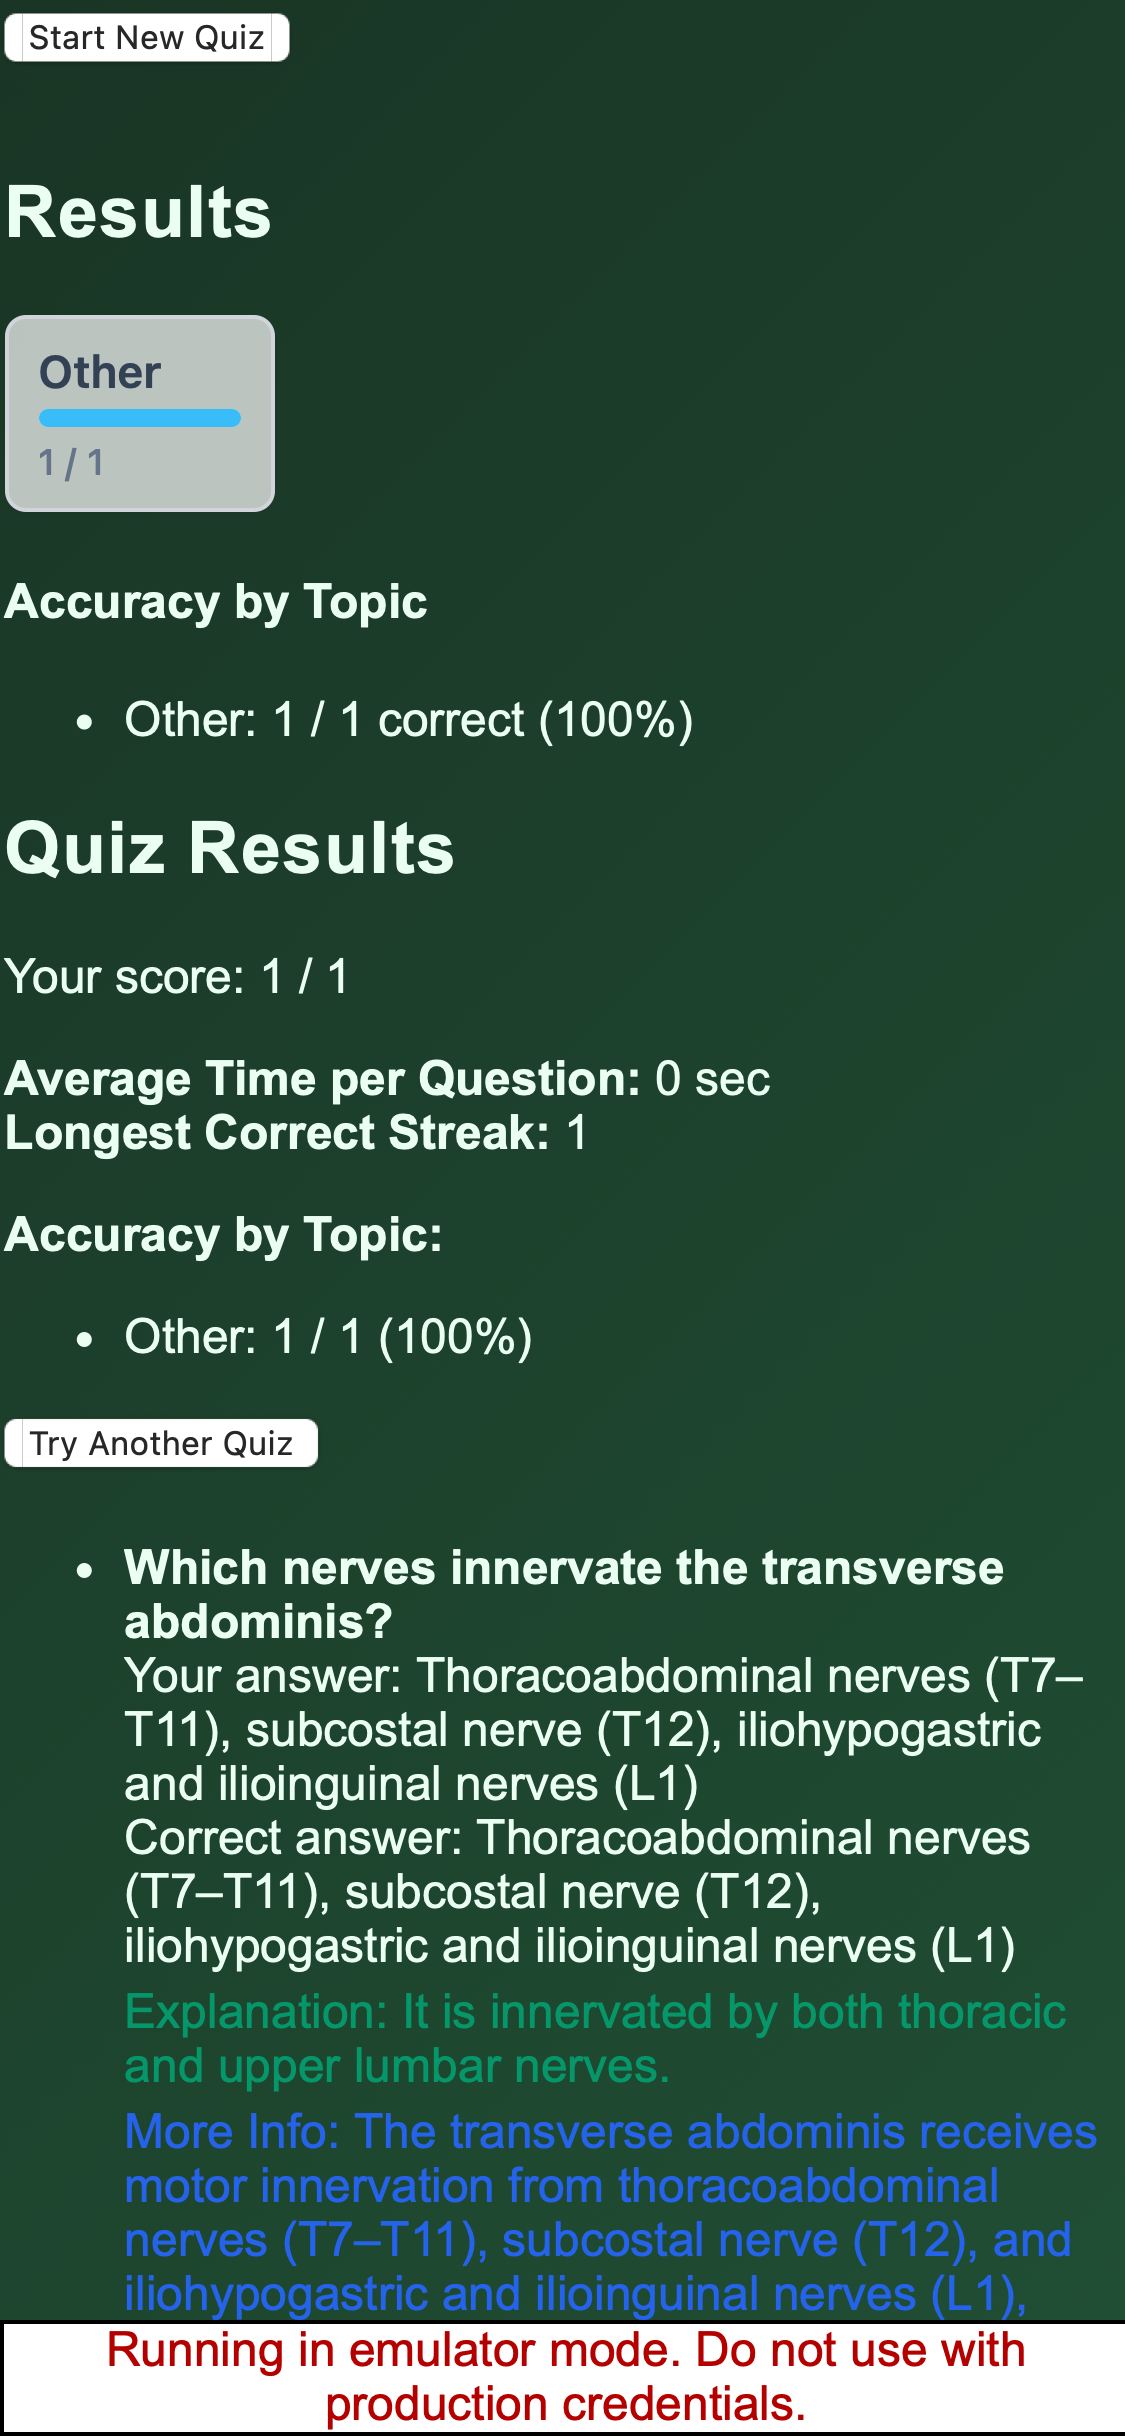 Start New Quiz
Results
Other
1 / 1
Accuracy by Topic
• Other: 1 / 1 correct (100%)
Quiz Results
Your score: 1 / 1
Average Time per Question: 0 sec
Longest Correct Streak: 1
Accuracy by Topic:
• Other: 1 / 1 (100%)
Try Another Quiz
• Which nerves innervate the transverse
abdominis?
Your answer: Thoracoabdominal nerves (T7–
T11), subcostal nerve (T12), iliohypogastric
and ilioinguinal nerves (L1)
Correct answer: Thoracoabdominal nerves
(T7–T11), subcostal nerve (T12),
iliohypogastric and ilioinguinal nerves (L1)
Explanation: It is innervated by both thoracic
and upper lumbar nerves.
More Info: The transverse abdominis receives
motor innervation from thoracoabdominal
nerves (T7–T11), subcostal nerve (T12), and
iliohypogastric and ilioinguinal nerves (L1),
Running in emulator mode. Do not use with
production credentials.